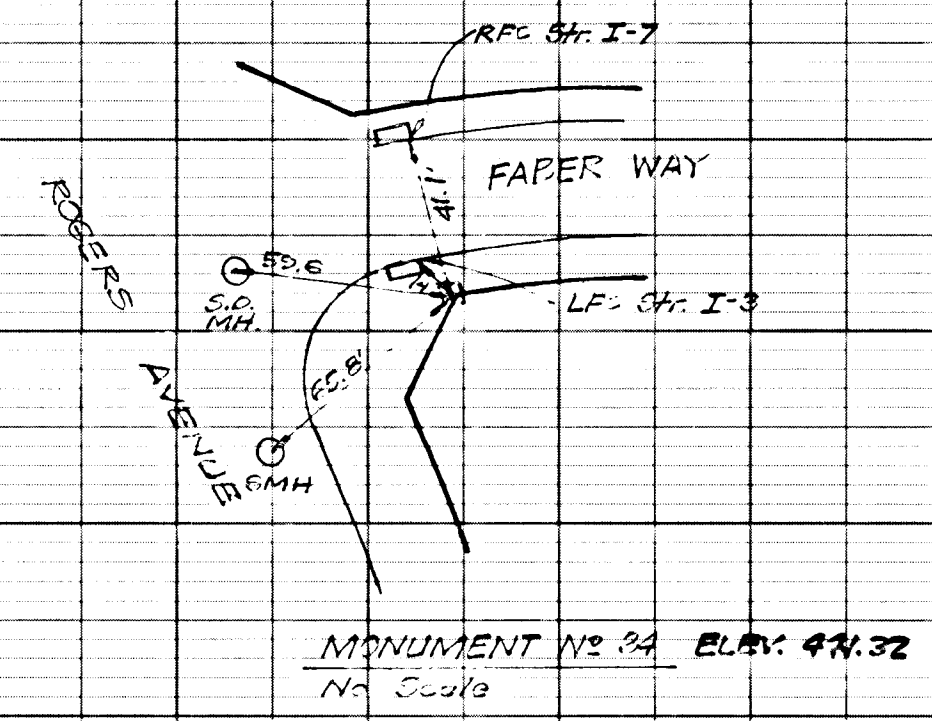 RFC Str. I-7
FABER WAY
41.1'
ROGERS
59.6
S.D.
MH.
LFC Str. I-3
65.8'
AVENUE
SMH
MONUMENT Nº 34 ELEV.
No Scale